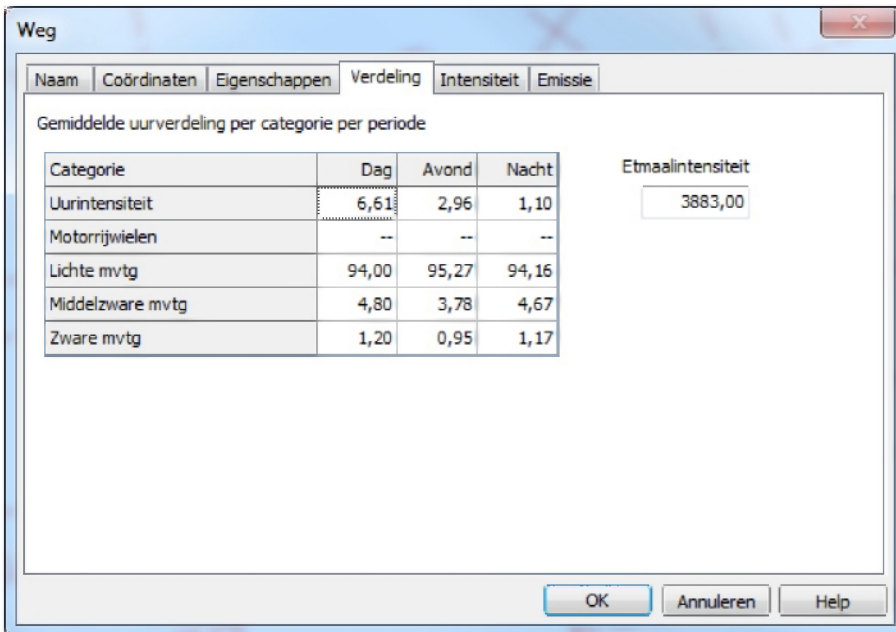 Weg
Naam Coördinaten Eigenschappen Verdeling Intensiteit Emissie
Gemiddelde uurverdeling per categorie per periode
Categorie Dag Avond Nacht
Uurintensiteit 6,61 2,96 1,10
Motorrijwielen -- -- --
Lichte mvtg 94,00 95,27 94,16
Middelzware mvtg 4,80 3,78 4,67
Zware mvtg 1,20 0,95 1,17
Etmaalintensiteit
3883,00
OK Annuleren Help